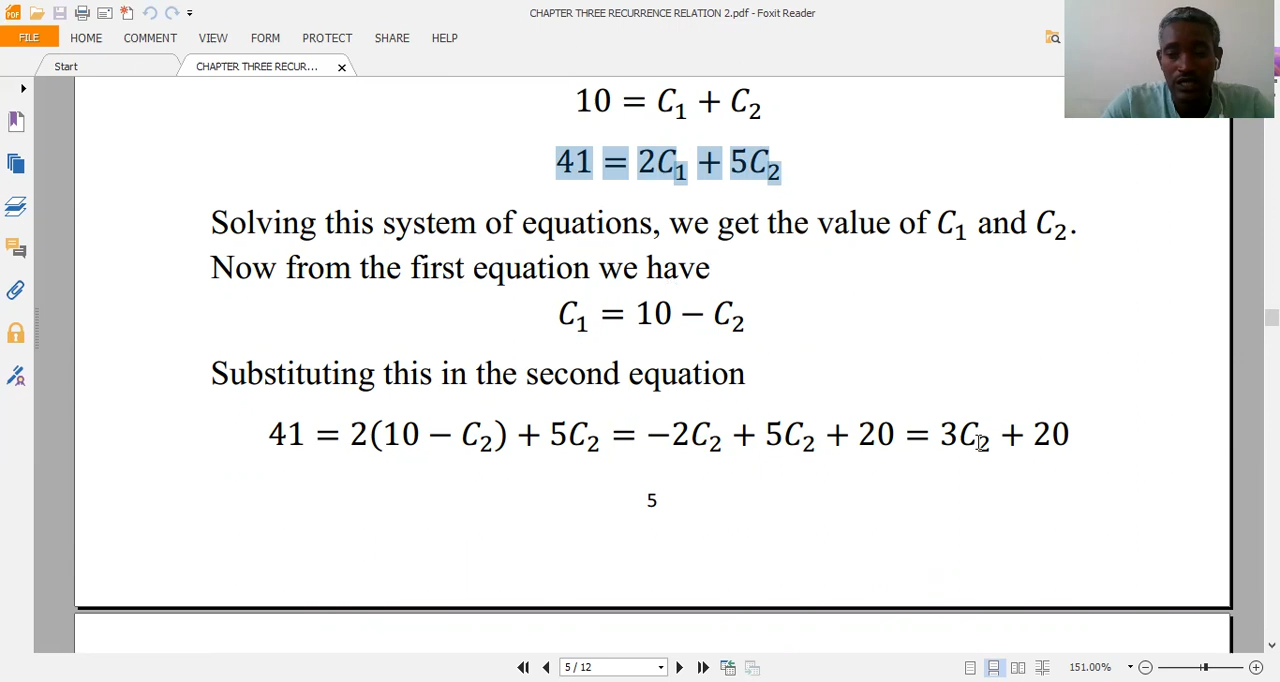 CHAPTER THREE RECURRENCE RELATION 2.pdf - Foxit Reader
FILE HOME COMMENT VIEW FORM PROTECT SHARE HELP
Start CHAPTER THREE RECUR...
10 = C₁ + C₂
41 = 2C₁ + 5C₂
Solving this system of equations, we get the value of C₁ and C₂.
Now from the first equation we have
C₁ = 10 − C₂
Substituting this in the second equation
41 = 2(10 − C₂) + 5C₂ = −2C₂ + 5C₂ + 20 = 3C₂ + 20
5
5 / 12 151.00%